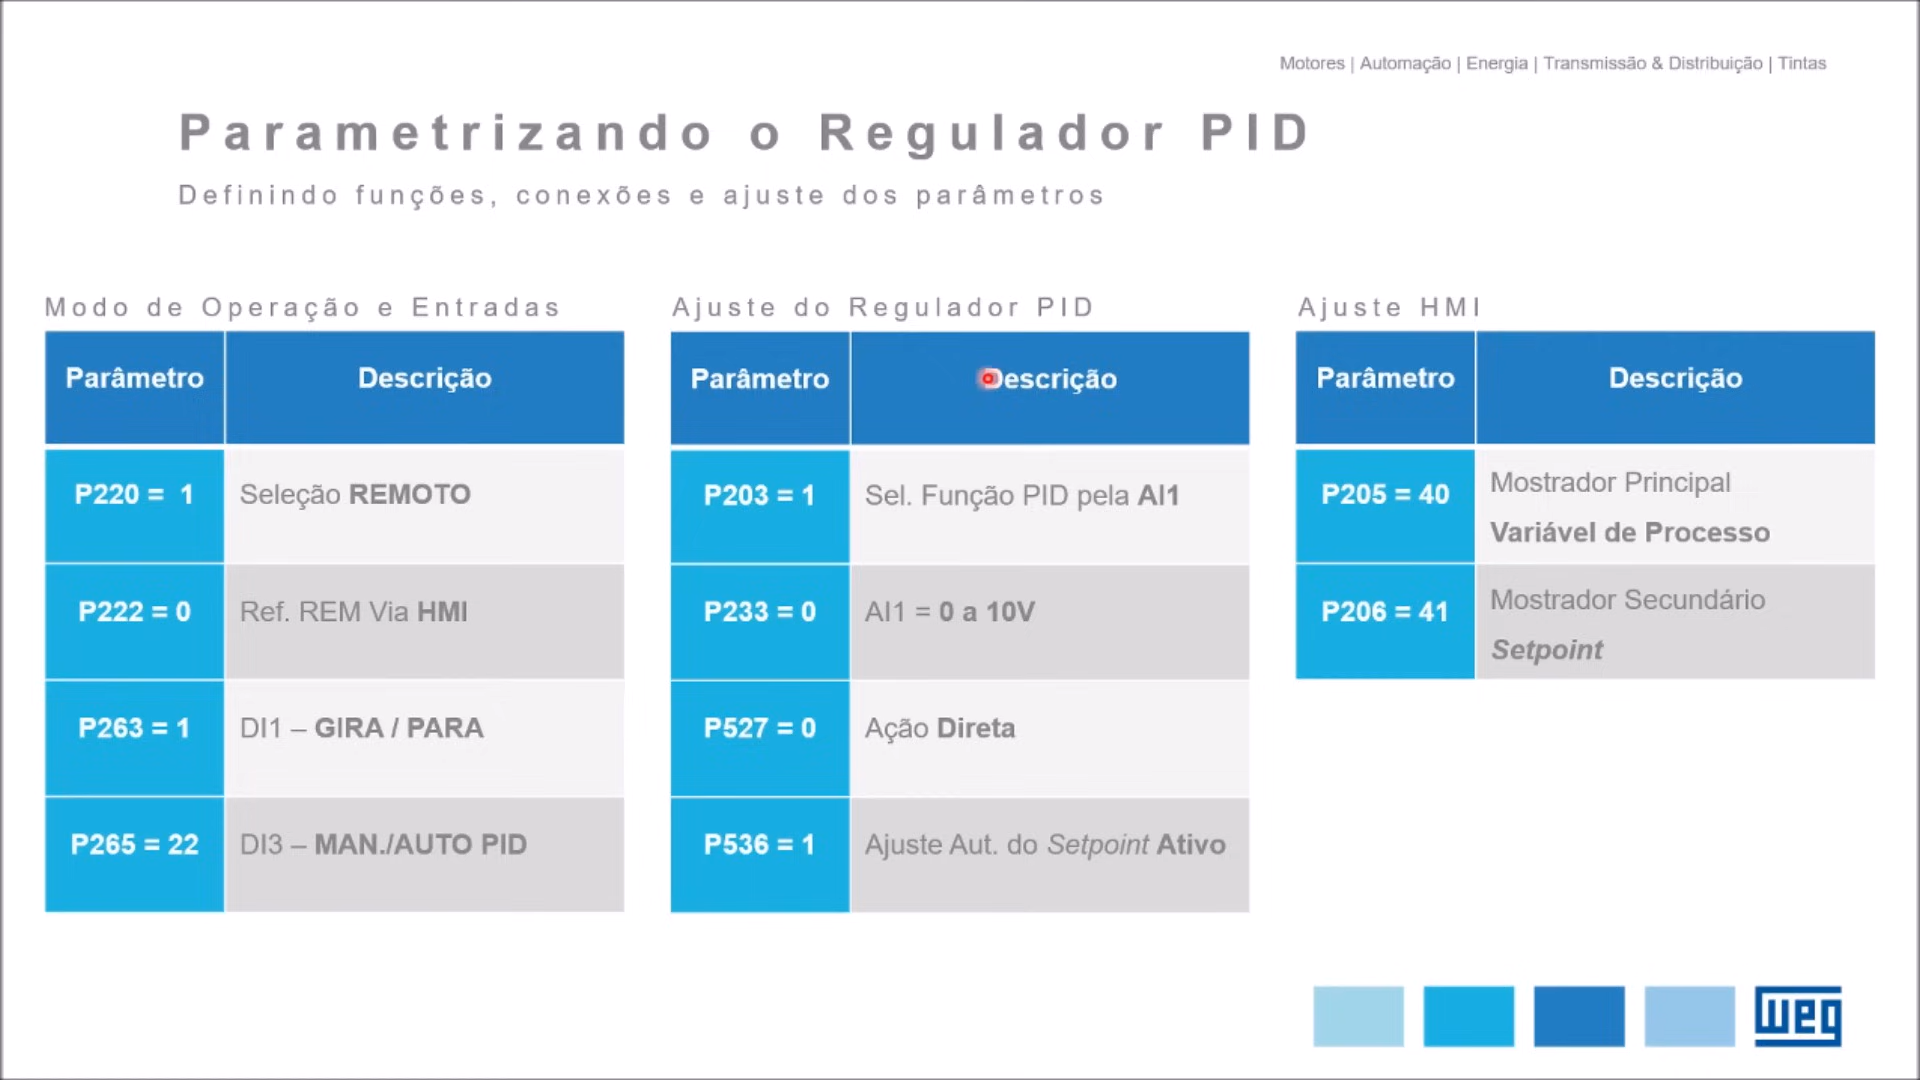 Motores | Automação | Energia | Transmissão & Distribuição | Tintas
Parametrizando o Regulador PID
Definindo funções, conexões e ajuste dos parâmetros
Modo de Operação e Entradas
Parâmetro Descrição
P220 = 1 Seleção REMOTO
P222 = 0 Ref. REM Via HMI
P263 = 1 DI1 – GIRA / PARA
P265 = 22 DI3 – MAN./AUTO PID
Ajuste do Regulador PID
Parâmetro Descrição
P203 = 1 Sel. Função PID pela AI1
P233 = 0 AI1 = 0 a 10V
P527 = 0 Ação Direta
P536 = 1 Ajuste Aut. do Setpoint Ativo
Ajuste HMI
Parâmetro Descrição
P205 = 40 Mostrador Principal
Variável de Processo
P206 = 41 Mostrador Secundário
Setpoint
weg